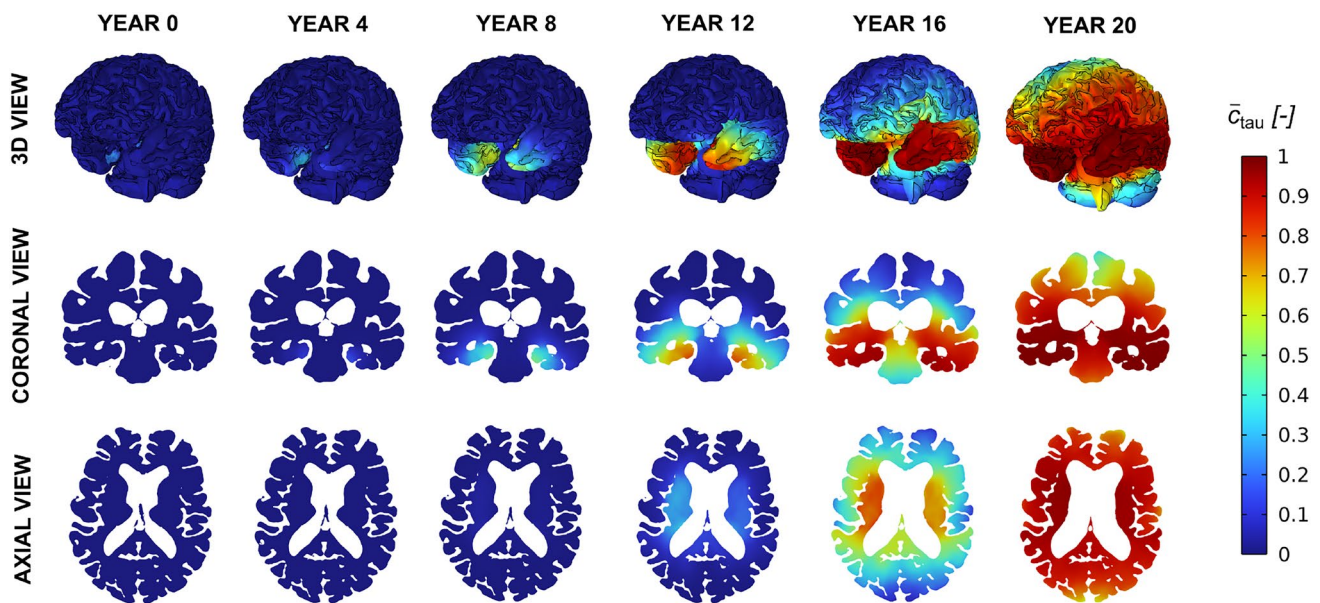 YEAR 0 YEAR 4 YEAR 8 YEAR 12 YEAR 16 YEAR 20
3D VIEW
CORONAL VIEW
AXIAL VIEW
c̄tau [-]
1
0.9
0.8
0.7
0.6
0.5
0.4
0.3
0.2
0.1
0